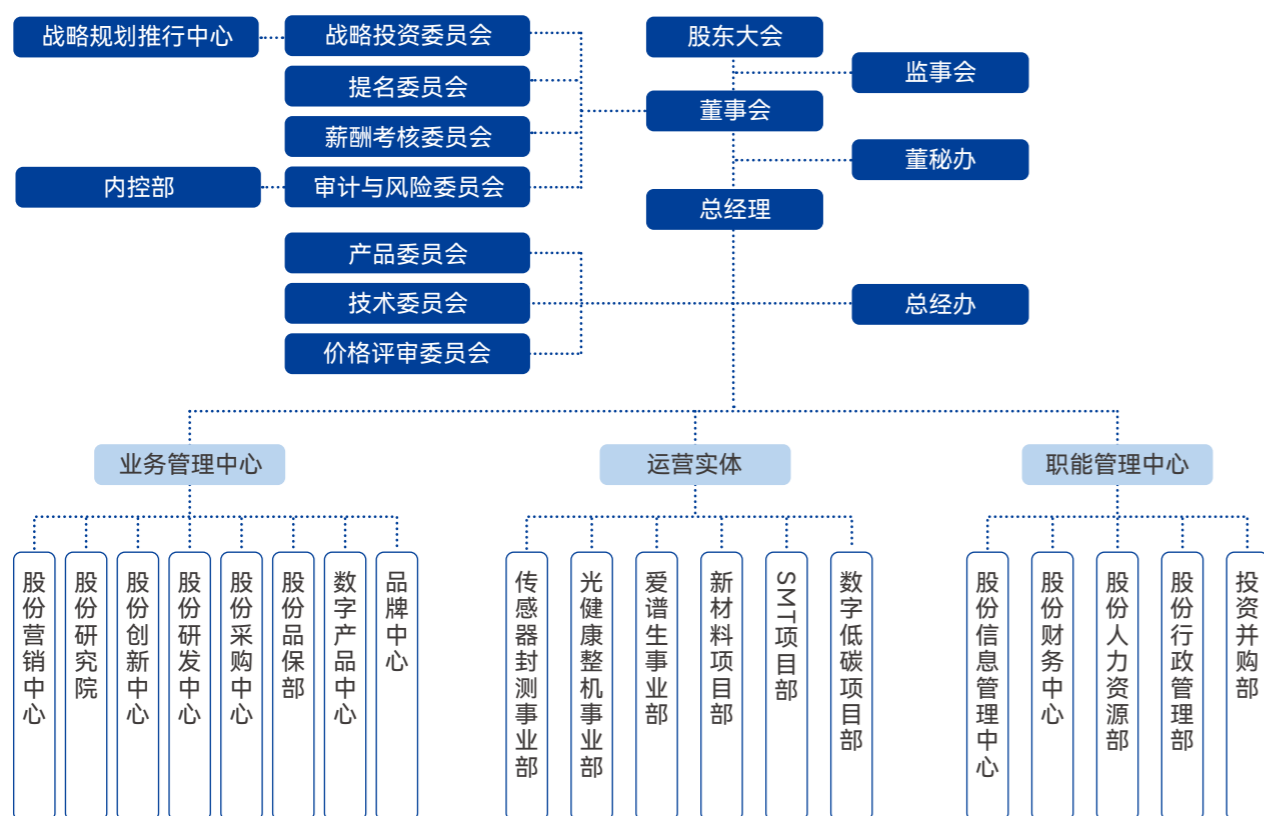 战略规划推行中心
战略投资委员会
股东大会
监事会
提名委员会
董事会
薪酬考核委员会
董秘办
内控部
审计与风险委员会
总经理
产品委员会
技术委员会
总经办
价格评审委员会
业务管理中心
运营实体
职能管理中心
股份营销中心
股份研究院
股份创新中心
股份研发中心
股份采购中心
股份品保部
数字产品中心
品牌中心
传感器封测事业部
光健康整机事业部
爱谱生事业部
新材料项目部
SMT项目部
数字低碳项目部
股份信息管理中心
股份财务中心
股份人力资源部
股份行政管理部
投资并购部